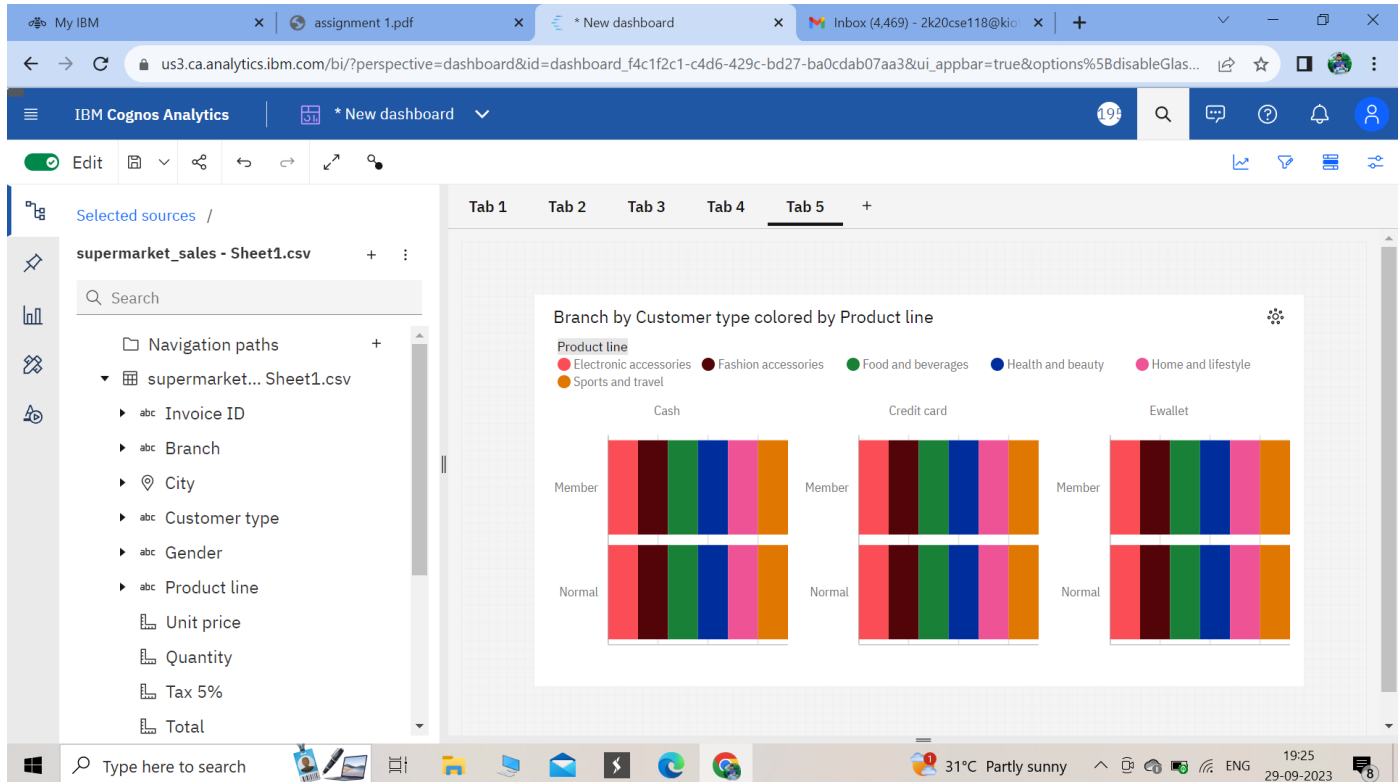 My IBM
assignment 1.pdf
* New dashboard
Inbox (4,469) - 2k20cse118@kio
us3.ca.analytics.ibm.com/bi/?perspective=dashboard&id=dashboard_f4c1f2c1-c4d6-429c-bd27-ba0cdab07aa3&ui_appbar=true&options%5BdisableGlas...
IBM Cognos Analytics
* New dashboard
Edit
Selected sources /
supermarket_sales - Sheet1.csv
Search
Navigation paths
supermarket... Sheet1.csv
abc Invoice ID
abc Branch
City
abc Customer type
abc Gender
abc Product line
Unit price
Quantity
Tax 5%
Total
Tab 1 Tab 2 Tab 3 Tab 4 Tab 5 +
Branch by Customer type colored by Product line
Product line
Electronic accessories Fashion accessories Food and beverages Health and beauty Home and lifestyle
Sports and travel
Cash Credit card Ewallet
Member Member Member
Normal Normal Normal
Type here to search
31°C Partly sunny
ENG
19:25
29-09-2023
8